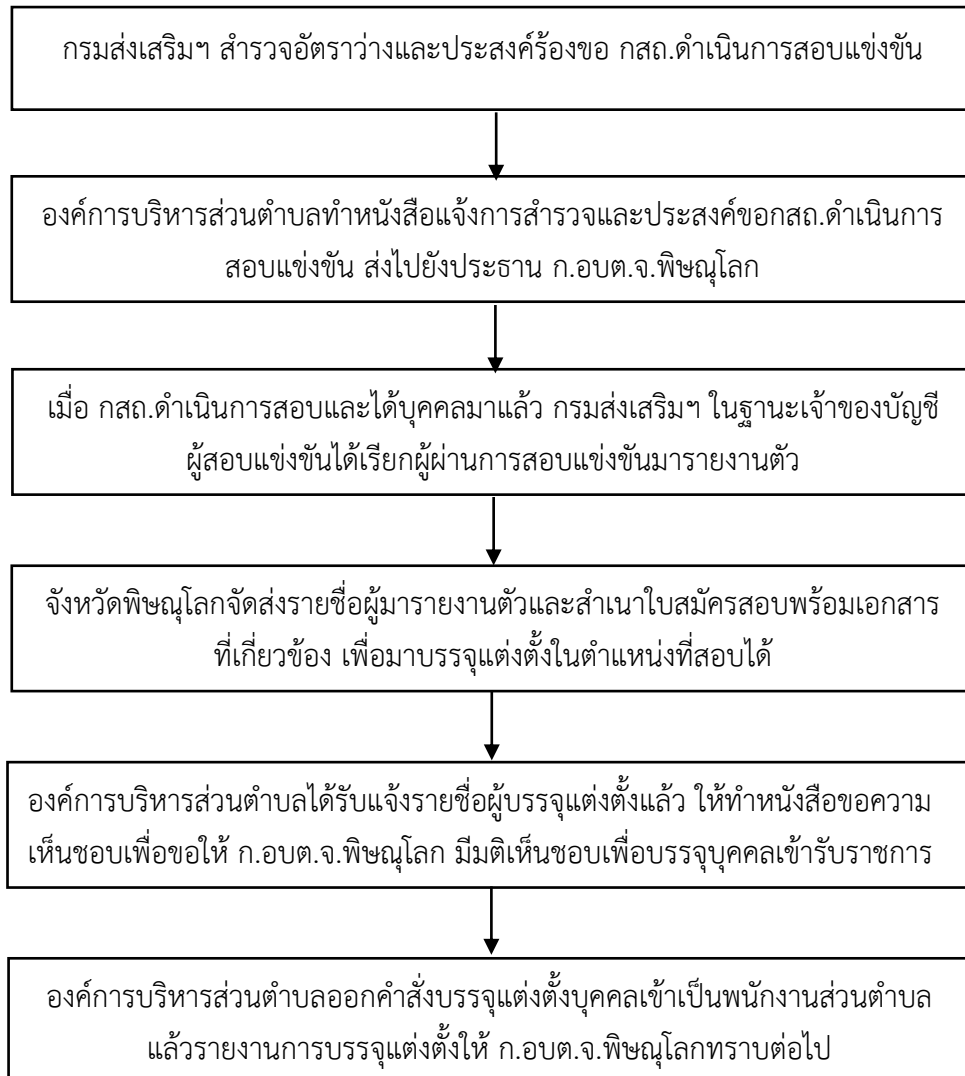 กรมส่งเสริมฯ สำรวจอัตราว่างและประสงค์ร้องขอ กสถ.ดำเนินการสอบแข่งขัน
องค์การบริหารส่วนตำบลทำหนังสือแจ้งการสำรวจและประสงค์ขอกสถ.ดำเนินการ
สอบแข่งขัน ส่งไปยังประธาน ก.อบต.จ.พิษณุโลก
เมื่อ กสถ.ดำเนินการสอบและได้บุคคลมาแล้ว กรมส่งเสริมฯ ในฐานะเจ้าของบัญชี
ผู้สอบแข่งขันได้เรียกผู้ผ่านการสอบแข่งขันมารายงานตัว
จังหวัดพิษณุโลกจัดส่งรายชื่อผู้มารายงานตัวและสำเนาใบสมัครสอบพร้อมเอกสาร
ที่เกี่ยวข้อง เพื่อมาบรรจุแต่งตั้งในตำแหน่งที่สอบได้
องค์การบริหารส่วนตำบลได้รับแจ้งรายชื่อผู้บรรจุแต่งตั้งแล้ว ให้ทำหนังสือขอความ
เห็นชอบเพื่อขอให้ ก.อบต.จ.พิษณุโลก มีมติเห็นชอบเพื่อบรรจุบุคคลเข้ารับราชการ
องค์การบริหารส่วนตำบลออกคำสั่งบรรจุแต่งตั้งบุคคลเข้าเป็นพนักงานส่วนตำบล
แล้วรายงานการบรรจุแต่งตั้งให้ ก.อบต.จ.พิษณุโลกทราบต่อไป